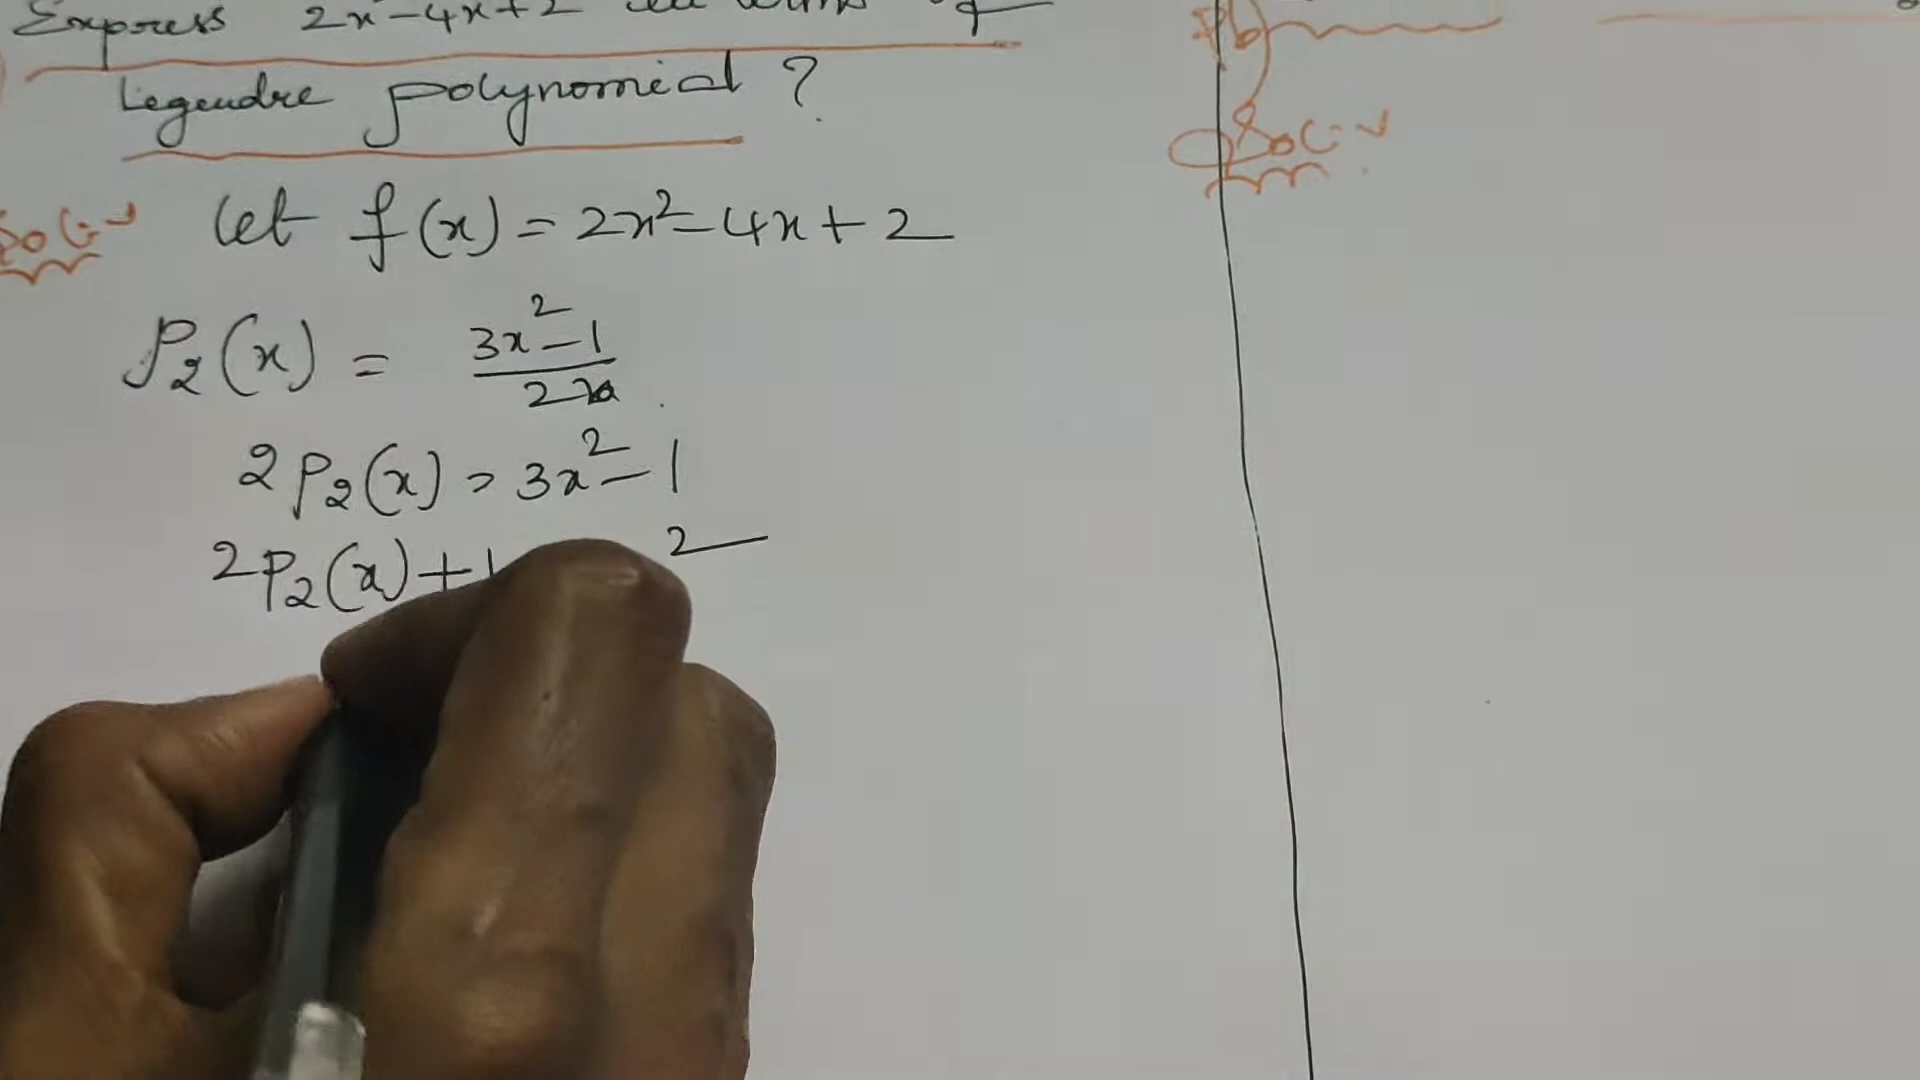 Express 2x²-4x+2 in terms of
Legendre polynomial ?
Sol:-
let f(x) = 2x²-4x+2
P₂(x) = 3x²-1
2
2P₂(x) = 3x²-1
2P₂(x)+1
2
Sol:-